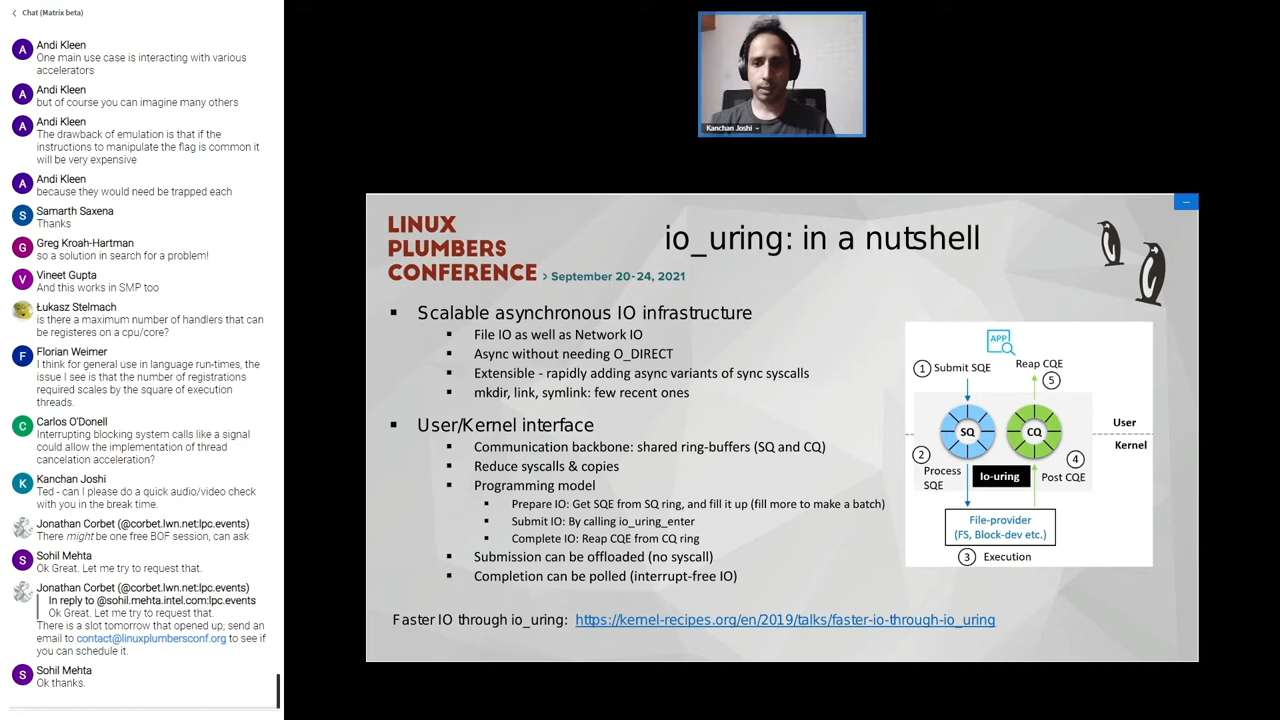 Chat (Matrix beta)
A
Andi Kleen
One main use case is interacting with various
accelerators
A
Andi Kleen
but of course you can imagine many others
A
Andi Kleen
The drawback of emulation is that if the
instructions to manipulate the flag is common it
will be very expensive
A
Andi Kleen
because they would need be trapped each
S
Samarth Saxena
Thanks
G
Greg Kroah-Hartman
so a solution in search for a problem!
V
Vineet Gupta
And this works in SMP too
Łukasz Stelmach
is there a maximum number of handlers that can
be registeres on a cpu/core?
F
Florian Weimer
I think for general use in language run-times, the
issue I see is that the number of registrations
required scales by the square of execution
threads.
C
Carlos O'Donell
Interrupting blocking system calls like a signal
could allow the implementation of thread
cancelation acceleration?
K
Kanchan Joshi
Ted - can I please do a quick audio/video check
with you in the break time.
Jonathan Corbet (@corbet.lwn.net:lpc.events)
There might be one free BOF session, can ask
S
Sohil Mehta
Ok Great. Let me try to request that.
Jonathan Corbet (@corbet.lwn.net:lpc.events)
In reply to @sohil.mehta.intel.com:lpc.events
Ok Great. Let me try to request that.
There is a slot tomorrow that opened up; send an
email to contact@linuxplumbersconf.org to see if
you can schedule it.
S
Sohil Mehta
Ok thanks.
Kanchan Joshi
LINUX
PLUMBERS
CONFERENCE > September 20-24, 2021
io_uring: in a nutshell
▪ Scalable asynchronous IO infrastructure
▪ File IO as well as Network IO
▪ Async without needing O_DIRECT
▪ Extensible - rapidly adding async variants of sync syscalls
▪ mkdir, link, symlink: few recent ones
▪ User/Kernel interface
▪ Communication backbone: shared ring-buffers (SQ and CQ)
▪ Reduce syscalls & copies
▪ Programming model
▪ Prepare IO: Get SQE from SQ ring, and fill it up (fill more to make a batch)
▪ Submit IO: By calling io_uring_enter
▪ Complete IO: Reap CQE from CQ ring
▪ Submission can be offloaded (no syscall)
▪ Completion can be polled (interrupt-free IO)
Faster IO through io_uring: https://kernel-recipes.org/en/2019/talks/faster-io-through-io_uring
APP
1 Submit SQE
Reap CQE
5
SQ
CQ
User
Kernel
2
Process
SQE
Io-uring
4
Post CQE
File-provider
(FS, Block-dev etc.)
3 Execution